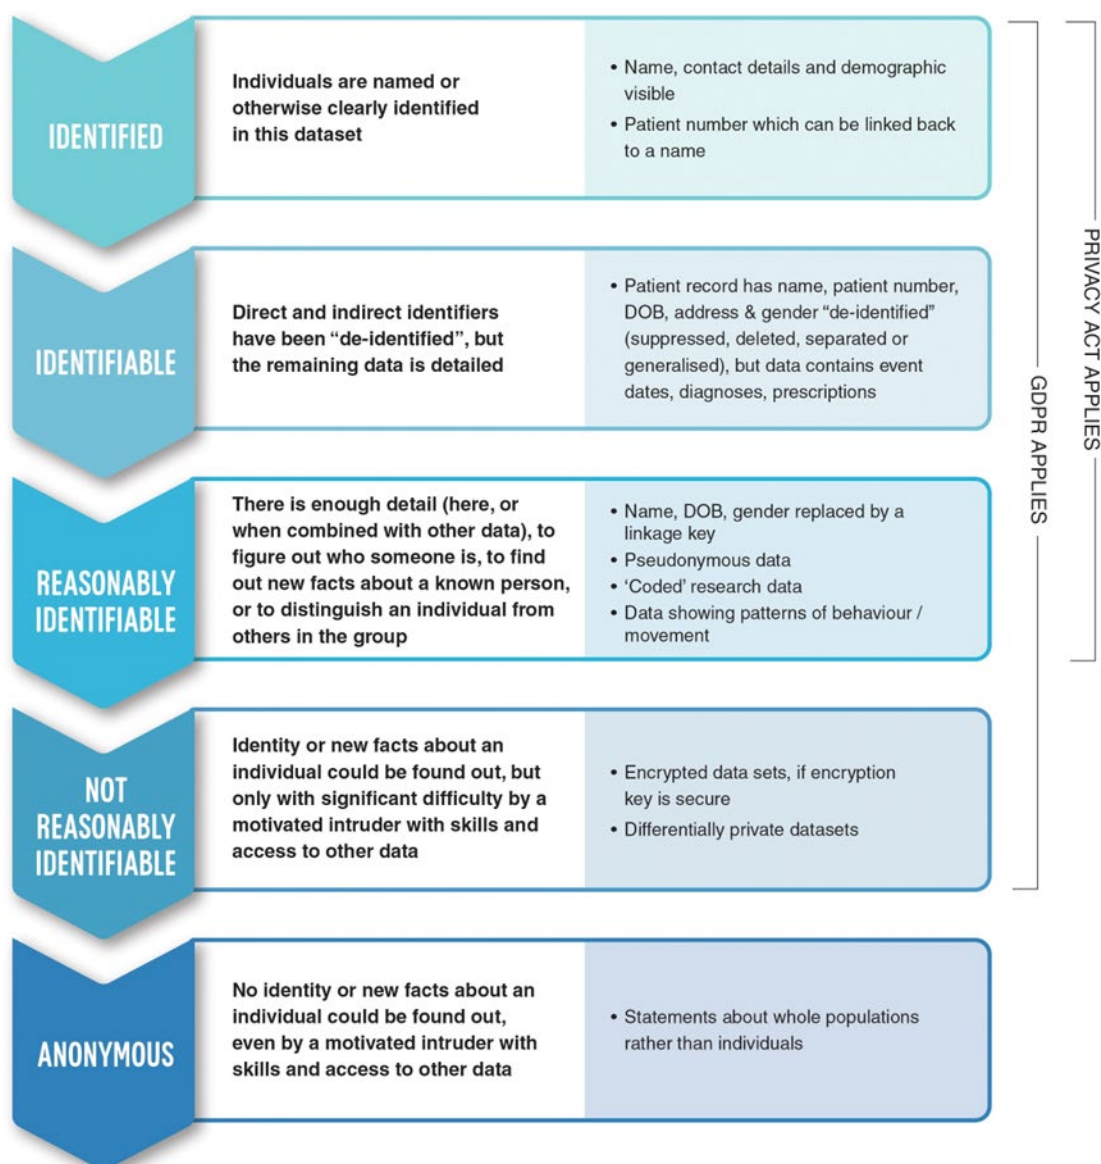 IDENTIFIED
Individuals are named or
otherwise clearly identified
in this dataset
• Name, contact details and demographic
visible
• Patient number which can be linked back
to a name
IDENTIFIABLE
Direct and indirect identifiers
have been “de-identified”, but
the remaining data is detailed
• Patient record has name, patient number,
DOB, address & gender “de-identified”
(suppressed, deleted, separated or
generalised), but data contains event
dates, diagnoses, prescriptions
REASONABLY
IDENTIFIABLE
There is enough detail (here, or
when combined with other data), to
figure out who someone is, to find
out new facts about a known person,
or to distinguish an individual from
others in the group
• Name, DOB, gender replaced by a
linkage key
• Pseudonymous data
• ‘Coded’ research data
• Data showing patterns of behaviour /
movement
NOT
REASONABLY
IDENTIFIABLE
Identity or new facts about an
individual could be found out, but
only with significant difficulty by a
motivated intruder with skills and
access to other data
• Encrypted data sets, if encryption
key is secure
• Differentially private datasets
ANONYMOUS
No identity or new facts about an
individual could be found out,
even by a motivated intruder with
skills and access to other data
• Statements about whole populations
rather than individuals
GDPR APPLIES
PRIVACY ACT APPLIES